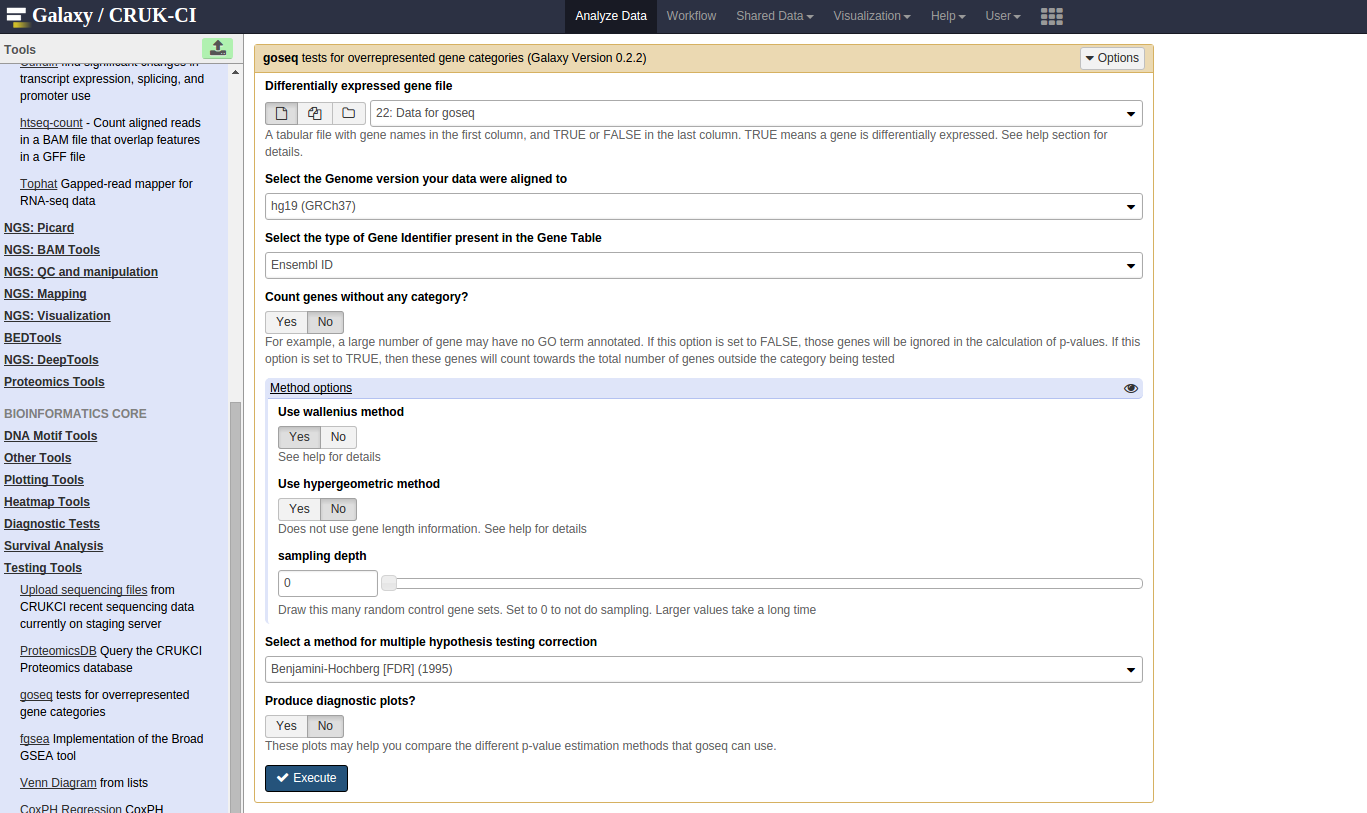 Galaxy / CRUK-CI
Analyze Data
Workflow
Shared Data
Visualization
Help
User
Tools
Cuffdiff find significant changes in
transcript expression, splicing, and
promoter use
htseq-count - Count aligned reads
in a BAM file that overlap features
in a GFF file
Tophat Gapped-read mapper for
RNA-seq data
NGS: Picard
NGS: BAM Tools
NGS: QC and manipulation
NGS: Mapping
NGS: Visualization
BEDTools
NGS: DeepTools
Proteomics Tools
BIOINFORMATICS CORE
DNA Motif Tools
Other Tools
Plotting Tools
Heatmap Tools
Diagnostic Tests
Survival Analysis
Testing Tools
Upload sequencing files from
CRUKCI recent sequencing data
currently on staging server
ProteomicsDB Query the CRUKCI
Proteomics database
goseq tests for overrepresented
gene categories
fgsea Implementation of the Broad
GSEA tool
Venn Diagram from lists
CoxPH Regression CoxPH
goseq tests for overrepresented gene categories (Galaxy Version 0.2.2)
Options
Differentially expressed gene file
22: Data for goseq
A tabular file with gene names in the first column, and TRUE or FALSE in the last column. TRUE means a gene is differentially expressed. See help section for
details.
Select the Genome version your data were aligned to
hg19 (GRCh37)
Select the type of Gene Identifier present in the Gene Table
Ensembl ID
Count genes without any category?
Yes No
For example, a large number of gene may have no GO term annotated. If this option is set to FALSE, those genes will be ignored in the calculation of p-values. If this
option is set to TRUE, then these genes will count towards the total number of genes outside the category being tested
Method options
Use wallenius method
Yes No
See help for details
Use hypergeometric method
Yes No
Does not use gene length information. See help for details
sampling depth
0
Draw this many random control gene sets. Set to 0 to not do sampling. Larger values take a long time
Select a method for multiple hypothesis testing correction
Benjamini-Hochberg [FDR] (1995)
Produce diagnostic plots?
Yes No
These plots may help you compare the different p-value estimation methods that goseq can use.
Execute